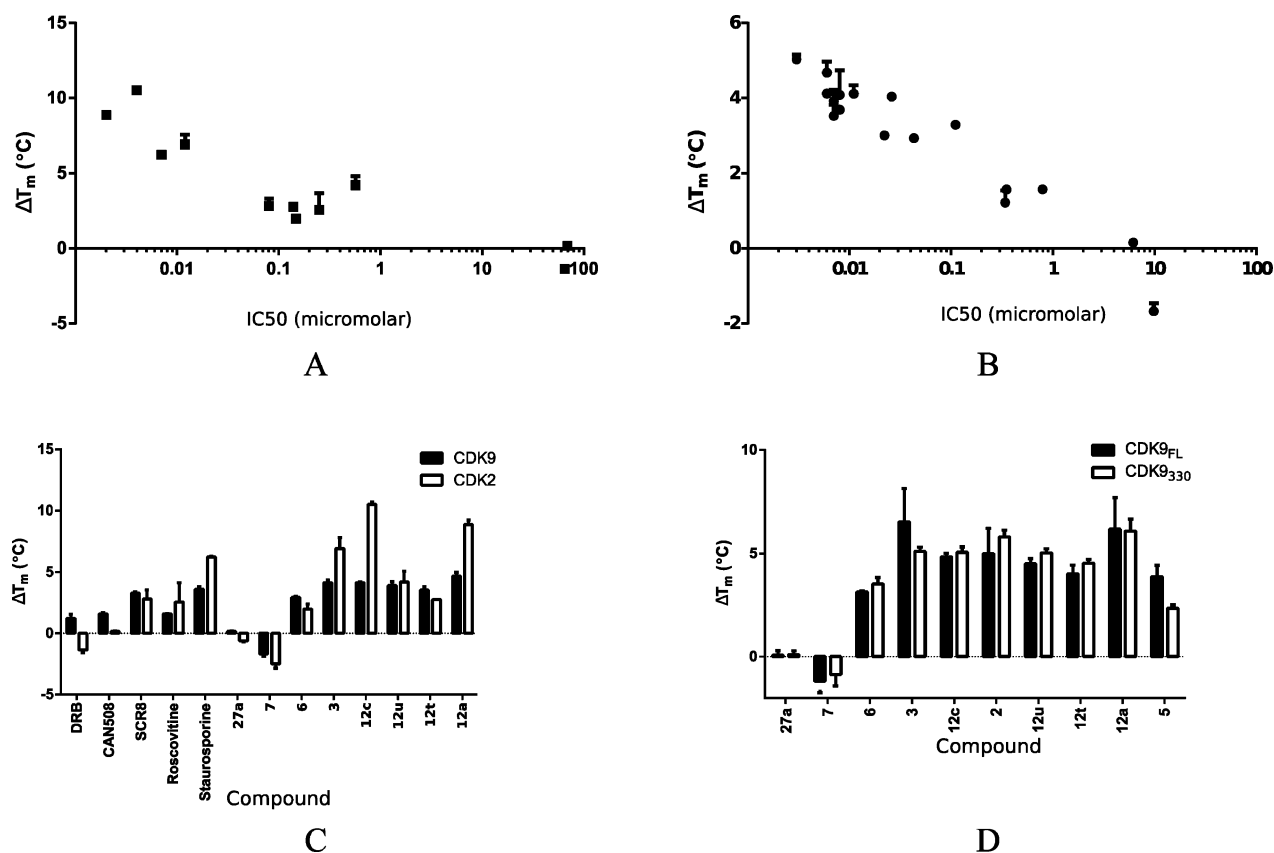 15
10
5
0
-5
ΔTm (°C)
0.01 0.1 1 10 100
IC50 (micromolar)
A
6
4
2
0
-2
ΔTm (°C)
0.01 0.1 1 10 100
IC50 (micromolar)
B
15
10
5
0
-5
ΔTm (°C)
CDK9
CDK2
DRB
CAN508
SCR8
Roscovitine
Staurosporine
27a
7
6
3
12c
12u
12t
12a
Compound
C
10
5
0
ΔTm (°C)
CDK9FL
CDK9330
27a
7
6
3
12c
2
12u
12t
12a
5
Compound
D